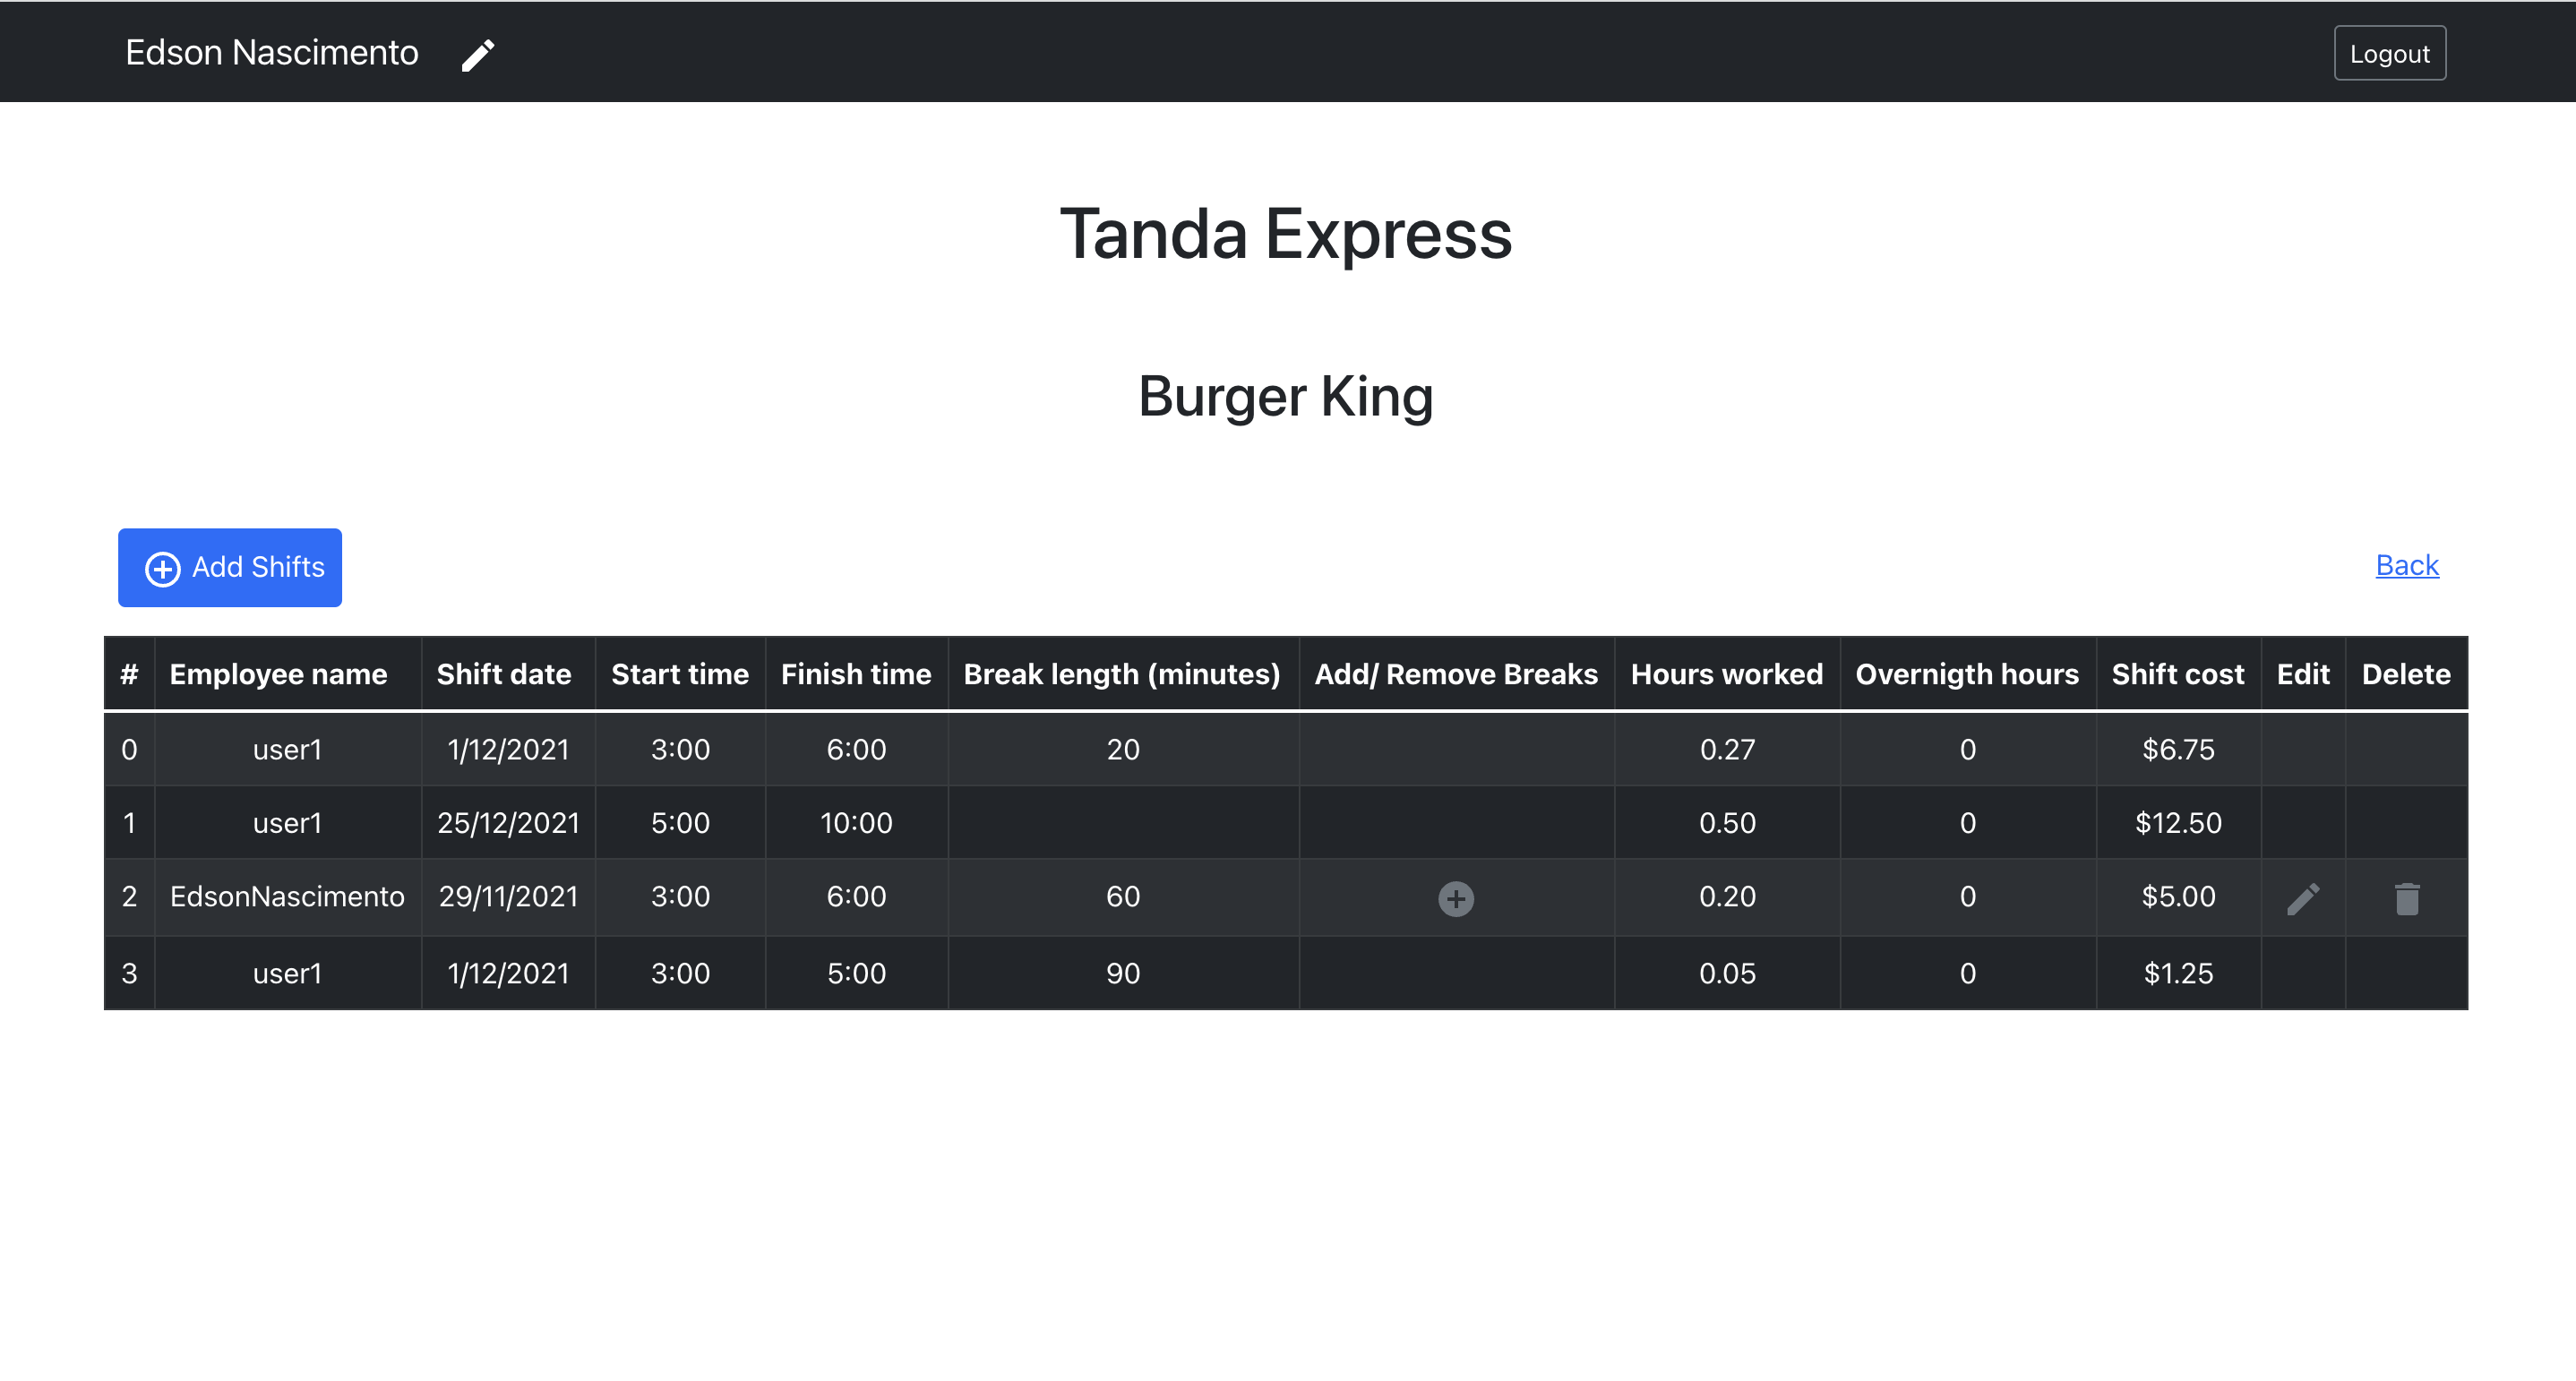 Edson Nascimento Logout
Tanda Express
Burger King
Add Shifts Back
# Employee name Shift date Start time Finish time Break length (minutes) Add/ Remove Breaks Hours worked Overnigth hours Shift cost Edit Delete
0 user1 1/12/2021 3:00 6:00 20 0.27 0 $6.75
1 user1 25/12/2021 5:00 10:00 0.50 0 $12.50
2 EdsonNascimento 29/11/2021 3:00 6:00 60 0.20 0 $5.00
3 user1 1/12/2021 3:00 5:00 90 0.05 0 $1.25